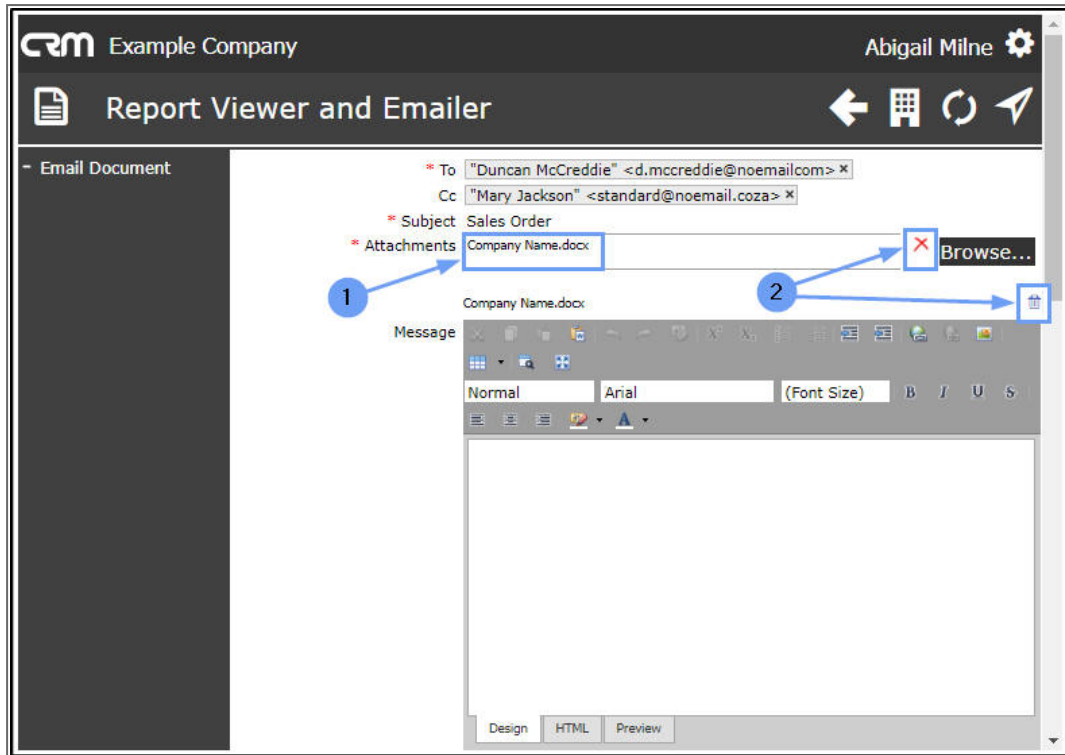 CRM Example Company Abigail Milne
Report Viewer and Emailer
- Email Document
* To "Duncan McCreddie" <d.mccreddie@noemailcom> ×
Cc "Mary Jackson" <standard@noemail.coza> ×
* Subject Sales Order
* Attachments Company Name.docx Browse...
1
2
Company Name.docx
Message
Normal Arial (Font Size) B I U S
A
Design HTML Preview